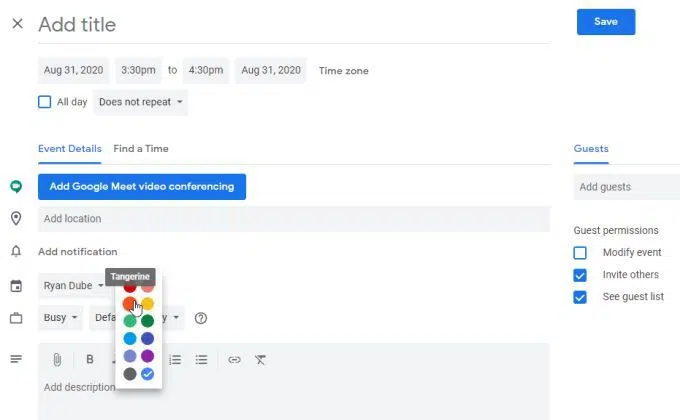 Add title
Save
Aug 31, 2020 3:30pm to 4:30pm Aug 31, 2020 Time zone
All day Does not repeat
Event Details Find a Time
Guests
Add Google Meet video conferencing
Add guests
Add location
Guest permissions
Add notification
Modify event
Tangerine
Invite others
Ryan Dube
See guest list
Busy
B
Add description